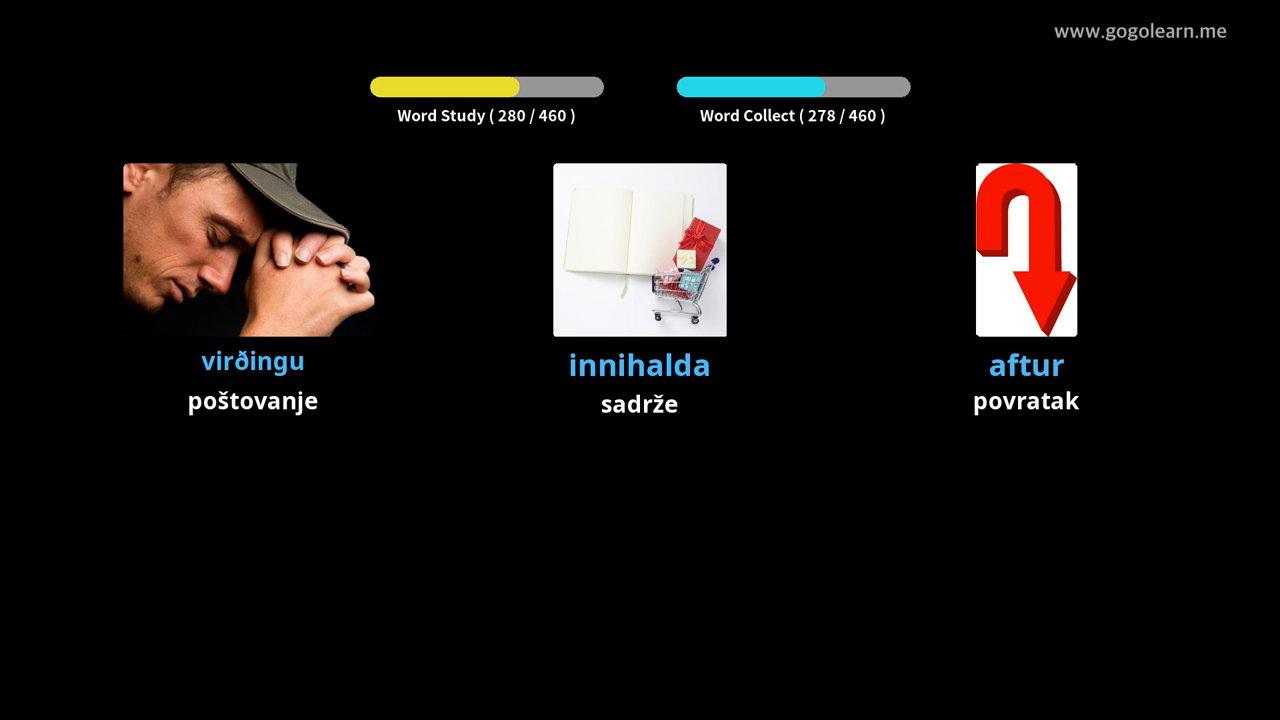 www.gogolearn.me
Word Study ( 280 / 460 )
Word Collect ( 278 / 460 )
virðingu
poštovanje
innihalda
sadrže
aftur
povratak